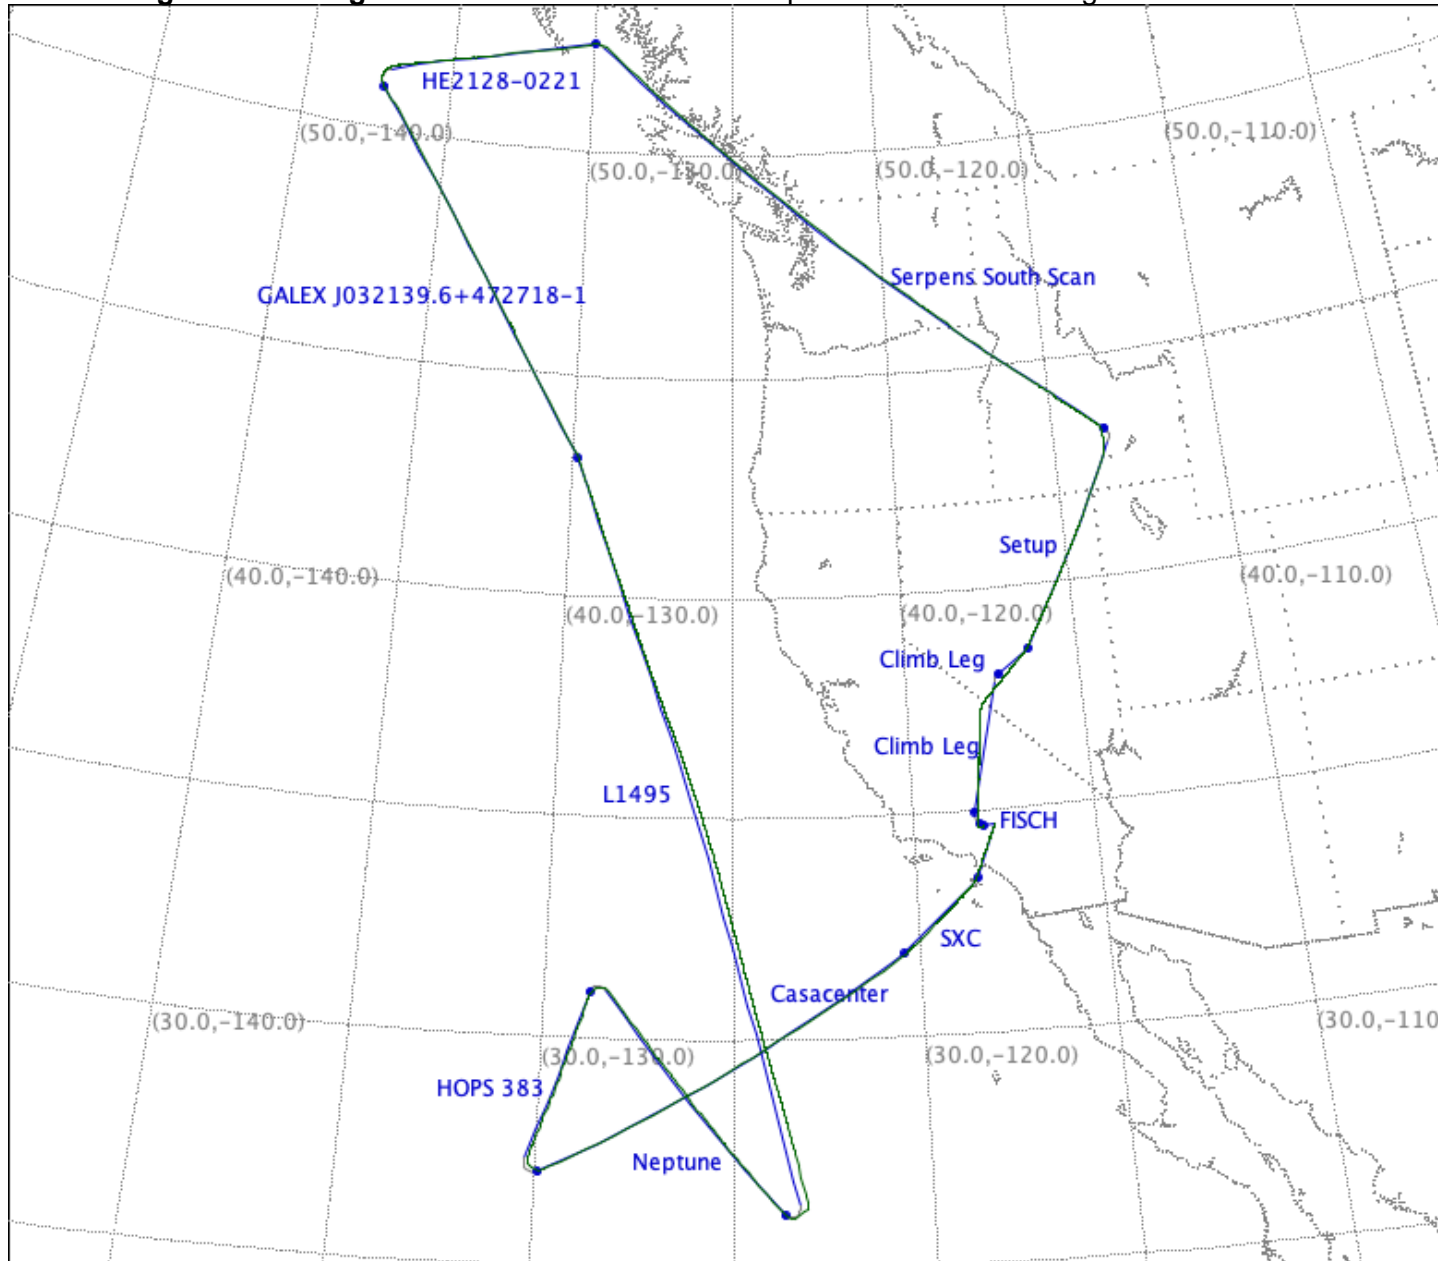 HE2128-0221
(50.0,-140.0)
(50.0,-130.0)
(50.0,-120.0)
(50.0,-110.0)
Serpens South Scan
GALEX J032139.6+472718-1
Setup
(40.0,-140.0)
(40.0,-130.0)
(40.0,-120.0)
(40.0,-110.0)
Climb Leg
Climb Leg
L1495
FISCH
SXC
Casacenter
(30.0,-140.0)
(30.0,-130.0)
(30.0,-120.0)
(30.0,-110
HOPS 383
Neptune